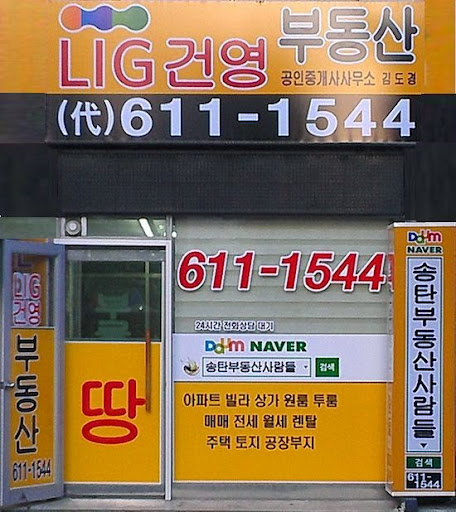 LIG건영 부동산
공인중개사사무소 김도경
(代)611-1544
611-1544
24시간 전화상담 대기
Daum NAVER
송탄부동산사람들 검색
아파트 빌라 상가 원룸 투룸
매매 전세 월세 렌탈
주택 토지 공장부지
땅
LIG
건영
부동산
611-1544
Daum
NAVER
송탄부동산사람들
검색
611-
1544